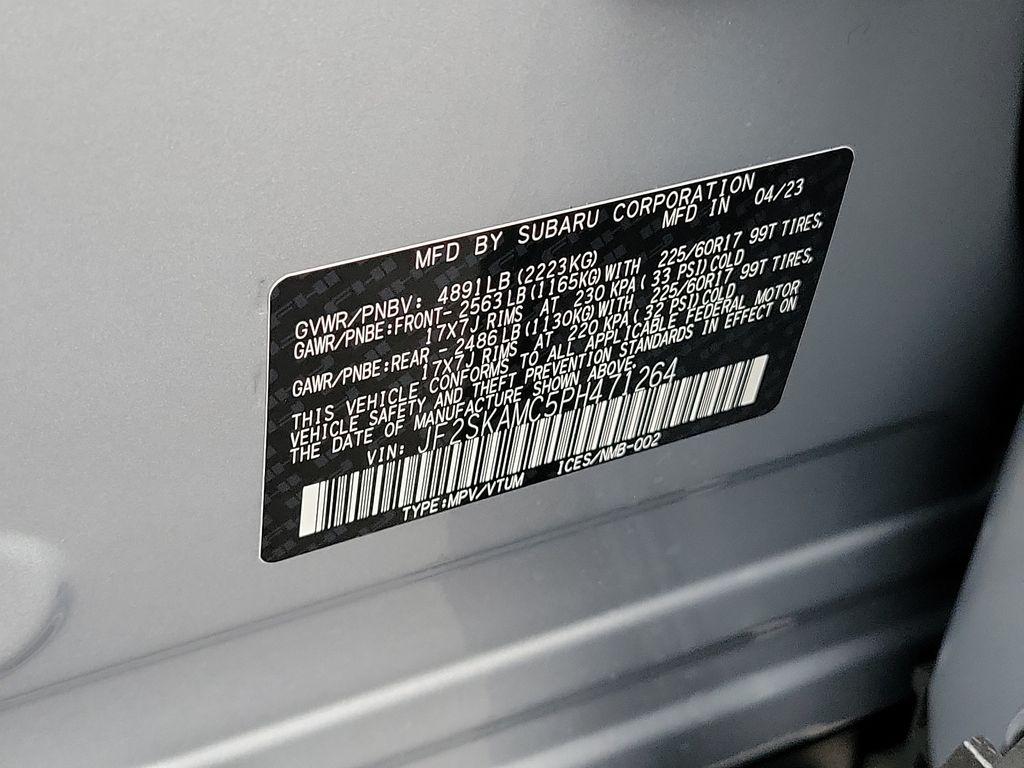 MFD BY SUBARU CORPORATION
MFD IN 04/23
GVWR/PNBV: 4891LB(2223KG)
GAWR/PNBE:FRONT-2563LB(1165KG)WITH 225/60R17 99T TIRES,
17X7J RIMS AT 230 KPA(33 PSI)COLD
GAWR/PNBE:REAR -2486LB(1130KG)WITH 225/60R17 99T TIRES,
17X7J RIMS AT 220 KPA(32 PSI)COLD
THIS VEHICLE CONFORMS TO ALL APPLICABLE FEDERAL MOTOR
VEHICLE SAFETY AND THEFT PREVENTION STANDARDS IN EFFECT ON
THE DATE OF MANUFACTURE SHOWN ABOVE.
VIN: JF2SKAMC5PH471264
TYPE:MPV/VTUM ICES/NMB-002